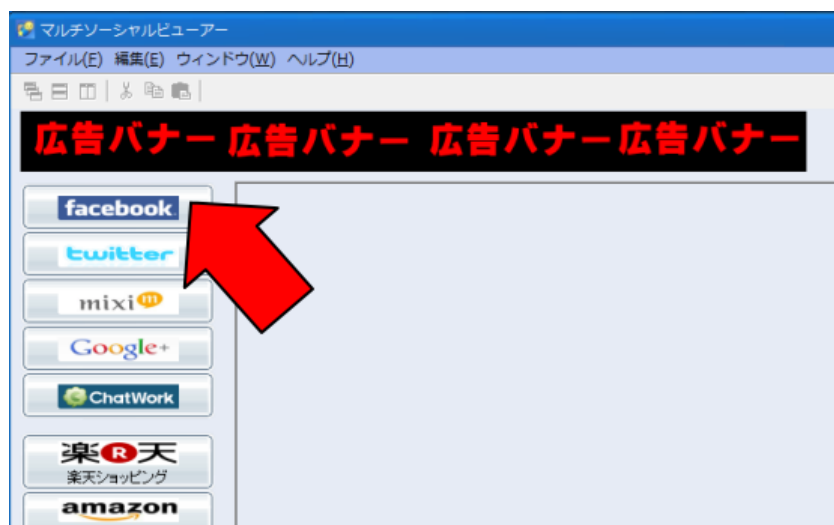 マルチソーシャルビューアー
ファイル(F) 編集(E) ウィンドウ(W) ヘルプ(H)
広告バナー 広告バナー 広告バナー 広告バナー
facebook
twitter
mixi m
Google+
ChatWork
楽R天
楽天ショッピング
amazon